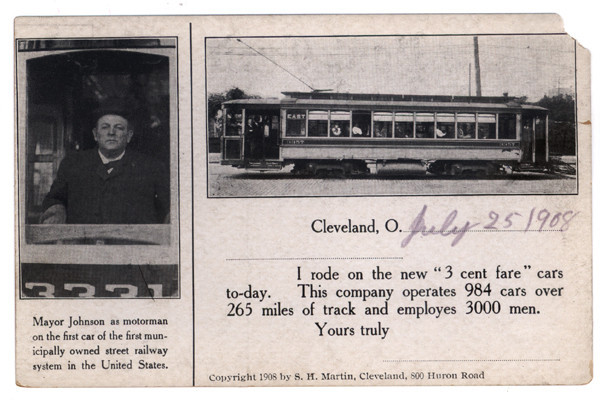 EAST
3331
Mayor Johnson as motorman
on the first car of the first mun-
icipally owned street railway
system in the United States.
Cleveland, O. July 25 1908
I rode on the new "3 cent fare" cars
to-day. This company operates 984 cars over
265 miles of track and employes 3000 men.
Yours truly
Copyright 1908 by S. H. Martin, Cleveland, 800 Huron Road